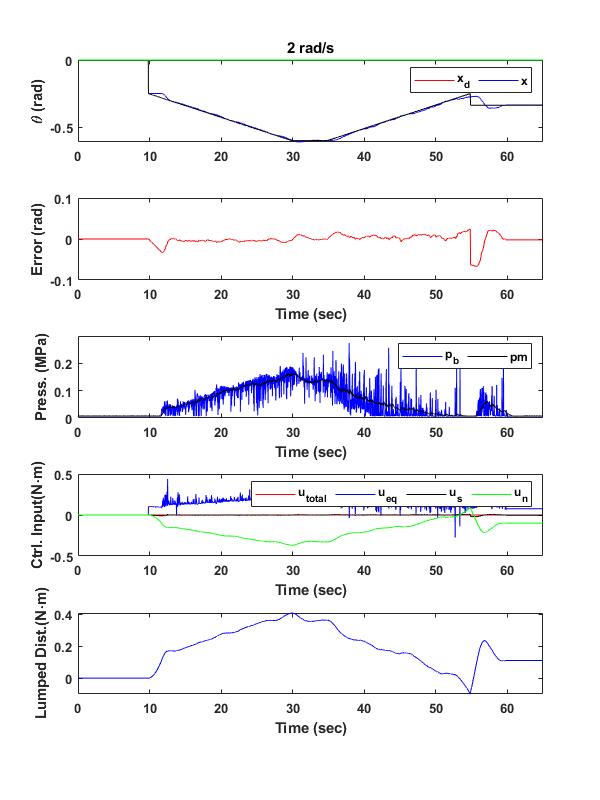 2 rad/s
θ (rad)
0
-0.5
x_d x
0 10 20 30 40 50 60
Error (rad)
0.1
0
-0.1
0 10 20 30 40 50 60
Time (sec)
Press. (MPa)
0.2
0.1
0
p_b pm
0 10 20 30 40 50 60
Time (sec)
Ctrl. Input(N·m)
0.5
0
-0.5
u_total u_eq u_s u_n
0 10 20 30 40 50 60
Time (sec)
Lumped Dist.(N·m)
0.4
0.2
0
0 10 20 30 40 50 60
Time (sec)